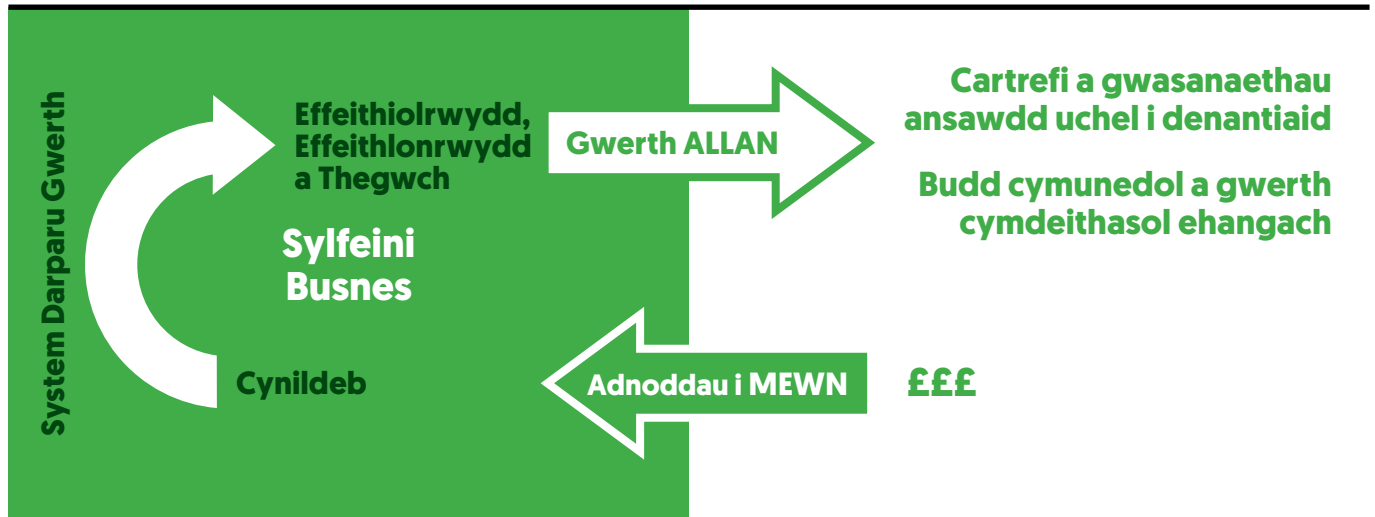 System Darparu Gwerth
Effeithiolrwydd,
Effeithlonrwydd
a Thegwch
Gwerth ALLAN
Cartrefi a gwasanaethau
ansawdd uchel i denantiaid
Budd cymunedol a gwerth
cymdeithasol ehangach
Sylfeini
Busnes
Cynildeb
Adnoddau i MEWN
£££